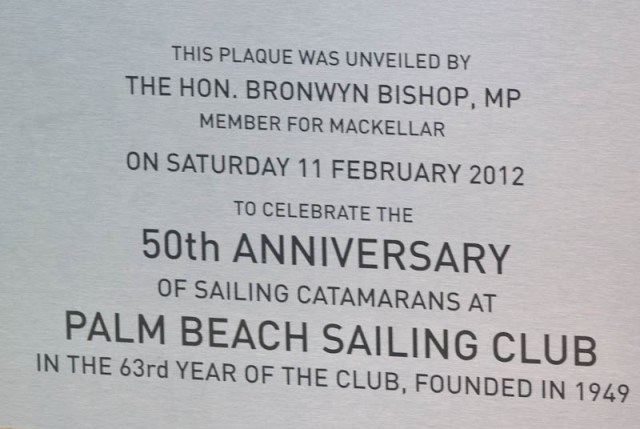 THIS PLAQUE WAS UNVEILED BY
THE HON. BRONWYN BISHOP, MP
MEMBER FOR MACKELLAR
ON SATURDAY 11 FEBRUARY 2012
TO CELEBRATE THE
50th ANNIVERSARY
OF SAILING CATAMARANS AT
PALM BEACH SAILING CLUB
IN THE 63rd YEAR OF THE CLUB, FOUNDED IN 1949